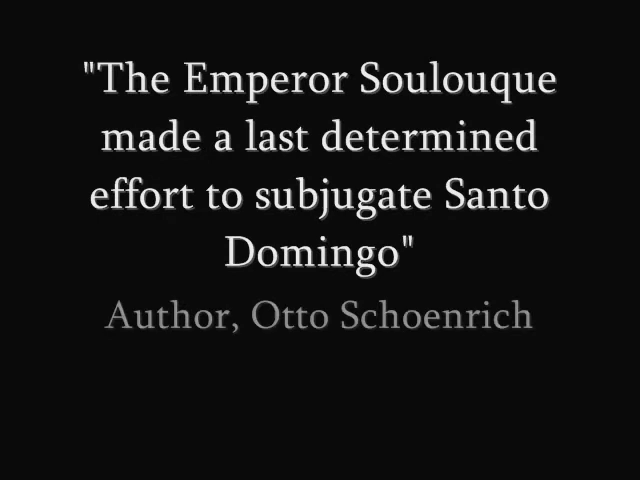 "The Emperor Soulouque
made a last determined
effort to subjugate Santo
Domingo"
Author, Otto Schoenrich